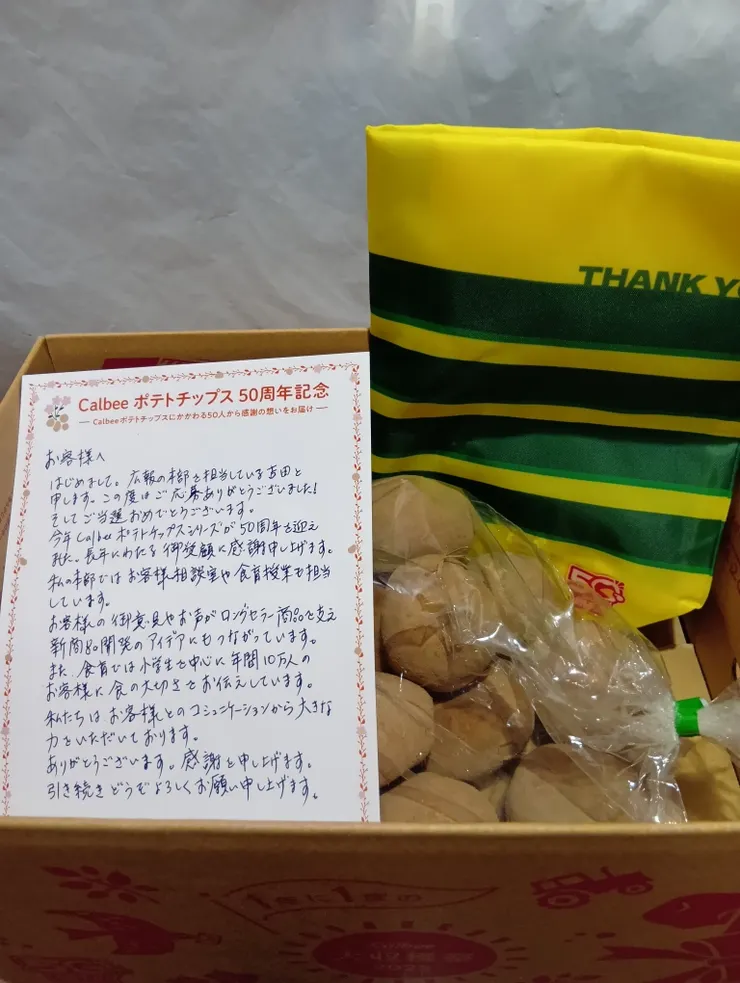 THANK
Calbee ポテトチップス 50周年記念
— Calbeeポテトチップスにかかわる50人から感謝の想いをお届け —
お客様へ
はじめまして。広報の本部を担当している吉田と
申します。この度はご応募ありがとうございました!
そしてご当選おめでとうございます。
今年Calbeeポテトチップスシリーズが50周年を迎え
ました。長年にわたる御愛顧に感謝申し上げます。
私の本部ではお客様相談室や食育授業を担当
しています。
お客様の御意見やお声がロングセラー商品を支え
新商品開発のアイデアにもつながっています。
また、食育では小学生を中心に年間10万人の
お客様に食の大切さをお伝えしています。
私たちはお客様とのコミュニケーションから大きな
力をいただいております。
ありがとうございます。感謝を申し上げます。
引き続きどうぞよろしくお願い申し上げます。
50
1年に1度の
Calbee
大収穫祭